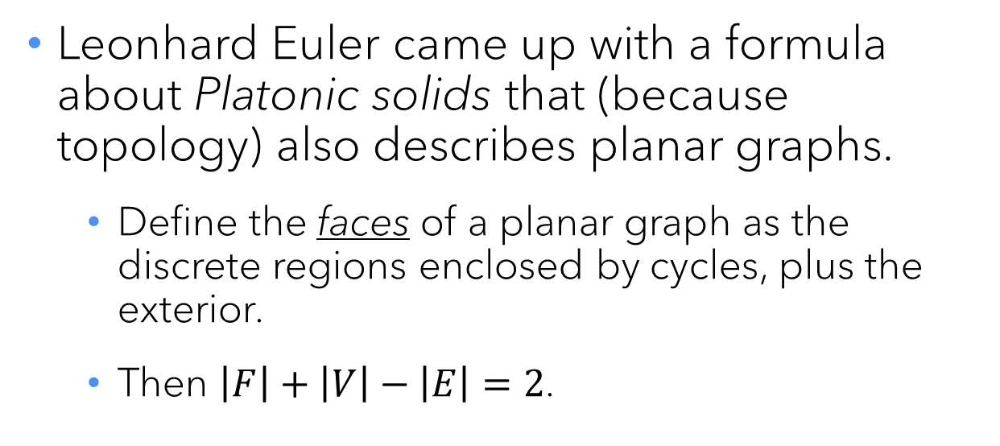 • Leonhard Euler came up with a formula
about Platonic solids that (because
topology) also describes planar graphs.
• Define the faces of a planar graph as the
discrete regions enclosed by cycles, plus the
exterior.
• Then |F| + |V| − |E| = 2.